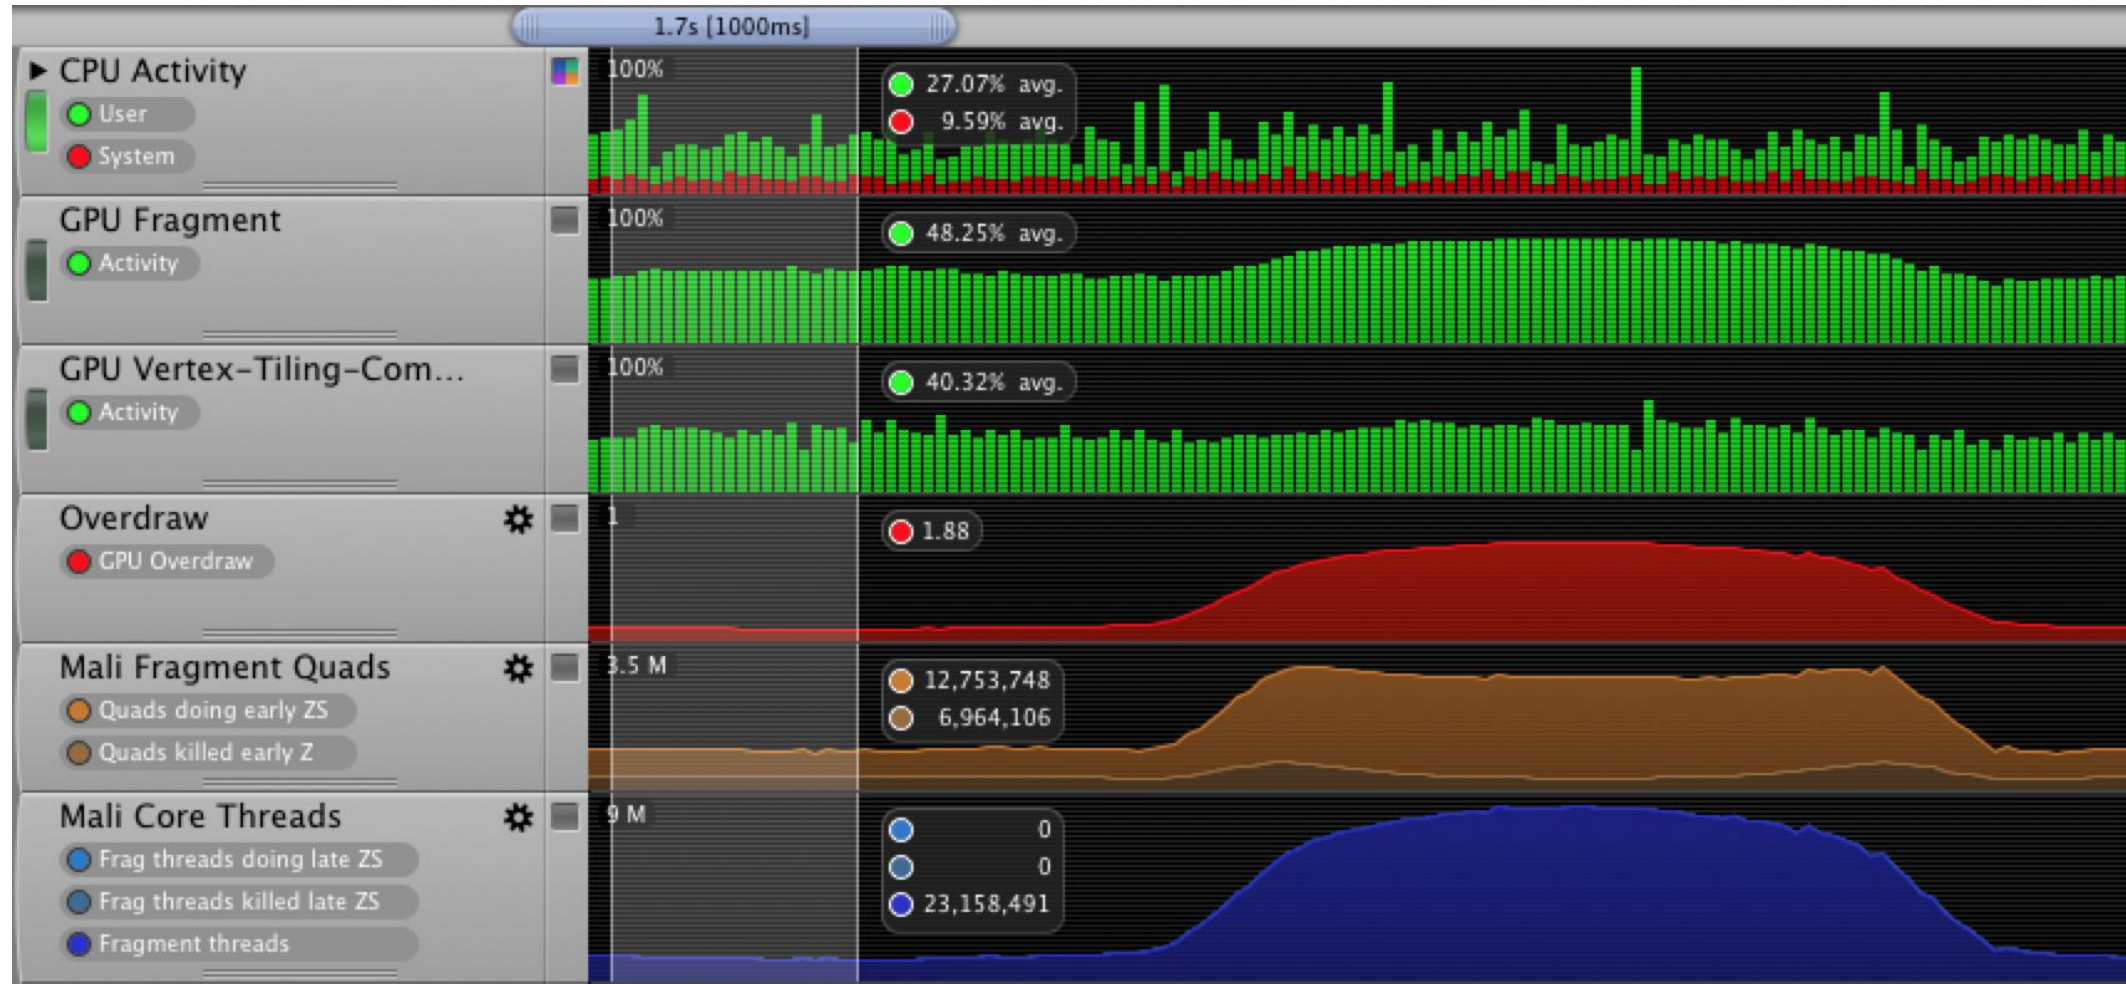 1.7s [1000ms]
CPU Activity
User
System
100%
27.07% avg.
9.59% avg.
GPU Fragment
Activity
100%
48.25% avg.
GPU Vertex-Tiling-Com...
Activity
100%
40.32% avg.
Overdraw
GPU Overdraw
1
1.88
Mali Fragment Quads
Quads doing early ZS
Quads killed early Z
3.5 M
12,753,748
6,964,106
Mali Core Threads
Frag threads doing late ZS
Frag threads killed late ZS
Fragment threads
9 M
0
0
23,158,491